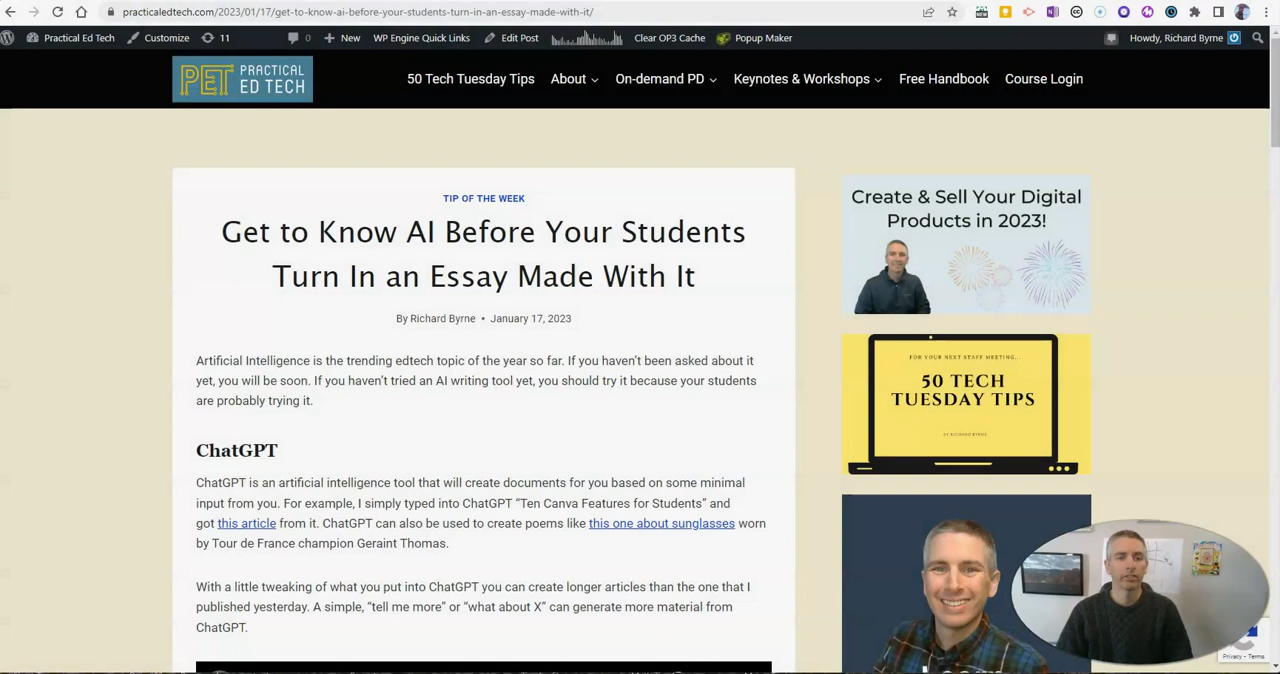 practicaledtech.com/2023/01/17/get-to-know-ai-before-your-students-turn-in-an-essay-made-with-it/
Practical Ed Tech Customize 11 0 New WP Engine Quick Links Edit Post Clear OP3 Cache Popup Maker Howdy, Richard Byrne
PET PRACTICAL ED TECH
50 Tech Tuesday Tips About On-demand PD Keynotes & Workshops Free Handbook Course Login
TIP OF THE WEEK
Get to Know AI Before Your Students
Turn In an Essay Made With It
By Richard Byrne • January 17, 2023
Artificial Intelligence is the trending edtech topic of the year so far. If you haven't been asked about it
yet, you will be soon. If you haven't tried an AI writing tool yet, you should try it because your students
are probably trying it.
ChatGPT
ChatGPT is an artificial intelligence tool that will create documents for you based on some minimal
input from you. For example, I simply typed into ChatGPT “Ten Canva Features for Students” and
got this article from it. ChatGPT can also be used to create poems like this one about sunglasses worn
by Tour de France champion Geraint Thomas.
With a little tweaking of what you put intoChatGPT you can create longer articles than the one that I
published yesterday. A simple, “tell me more” or “what about X” can generate more material from
ChatGPT.
Create & Sell Your Digital
Products in 2023!
FOR YOUR NEXT STAFF MEETING...
50 TECH
TUESDAY TIPS
BY RICHARD BYRNE
Privacy - Terms